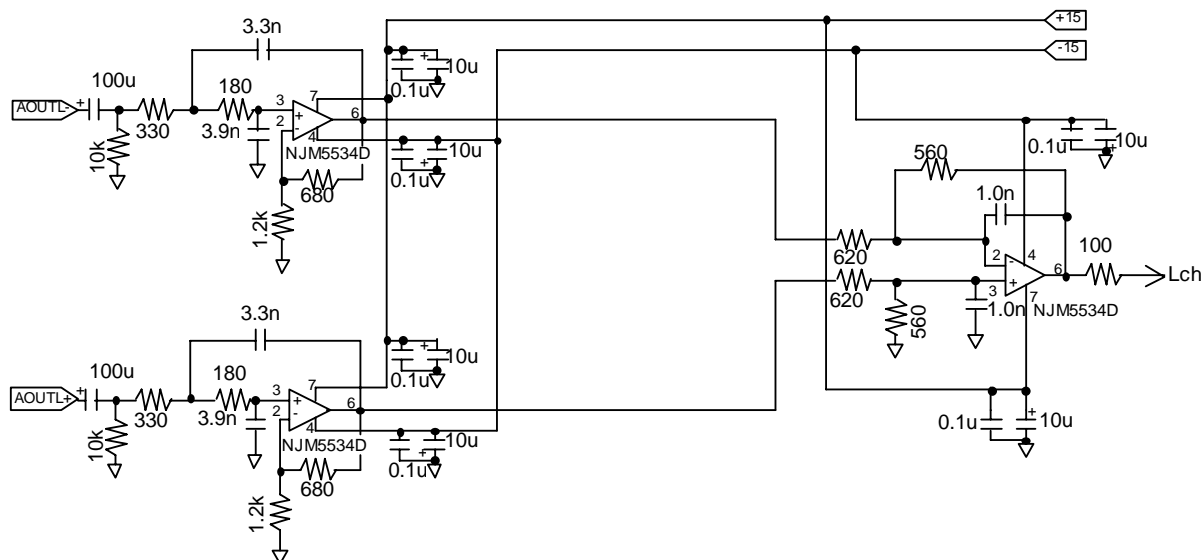 +15
-15
3.3n
100u
+
180
AOUTL-
330
10k
3.9n
3
+
2
-
7
4
6
NJM5534D
680
1.2k
+
10u
0.1u
10u
0.1u
+
560
0.1u
10u
+
1.0n
620
620
560
2
-
4
3
+
7
6
1.0n
NJM5534D
100
Lch
3.3n
100u
+
180
AOUTL+
330
10k
3.9n
3
+
2
-
7
4
6
NJM5534D
680
1.2k
+
10u
0.1u
10u
0.1u
+
0.1u
+
10u